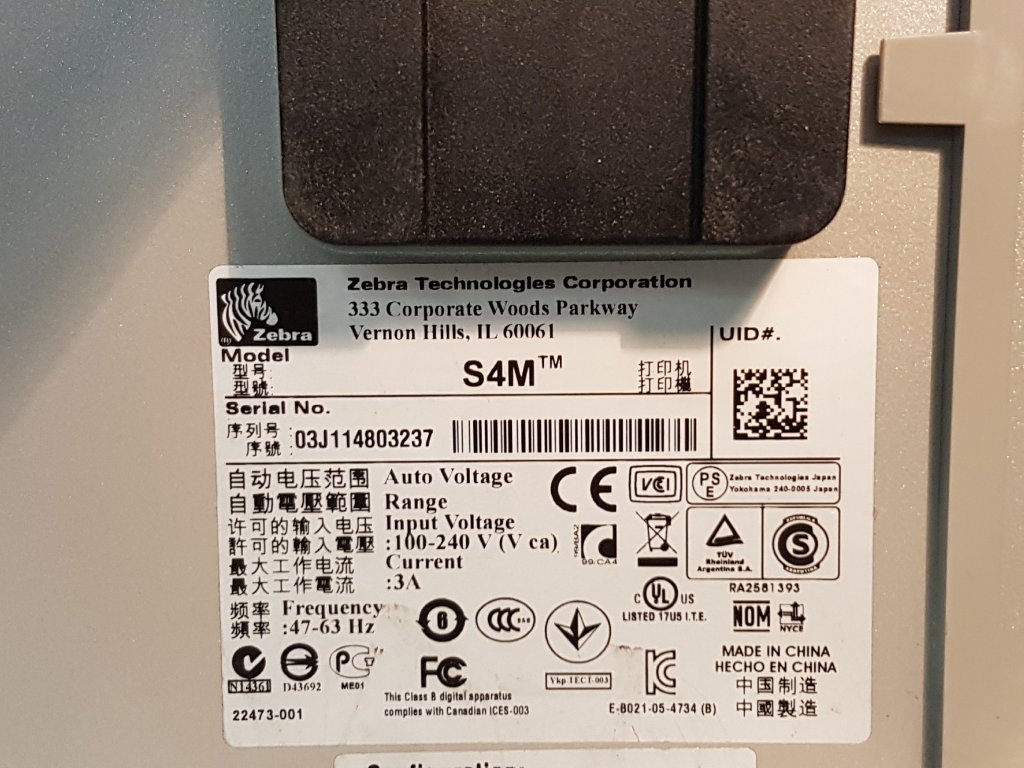 Zebra Technologies Corporation
333 Corporate Woods Parkway
Vernon Hills, IL 60061
Zebra
UID#.
Model
型号:
型號:
S4M™
打印机
打印機
Serial No.
序列号
序號 :03J114803237
自动电压范围 Auto Voltage
自動電壓範圍 Range
许可的输入电压 Input Voltage
許可的輸入電壓 :100-240 V (V ca)
最大工作电流 Current
最大工作電流 :3A
频率 Frequency
頻率 :47-63 Hz
CE
VCI
PS
E
Zebra Technologies Japan
Yokohama 240-0005 Japan
99/CA4
TÜV
Rheinland
Argentina S.A.
S
RA2581393
C UL US
LISTED 17U5 I.T.E.
NOM
NYCE
CCC
N14361
D43692
ME01
FC
This Class B digital apparatus
complies with Canadian ICES-003
E-B021-05-4734 (B)
MADE IN CHINA
HECHO EN CHINA
中国制造
中國製造
22473-001